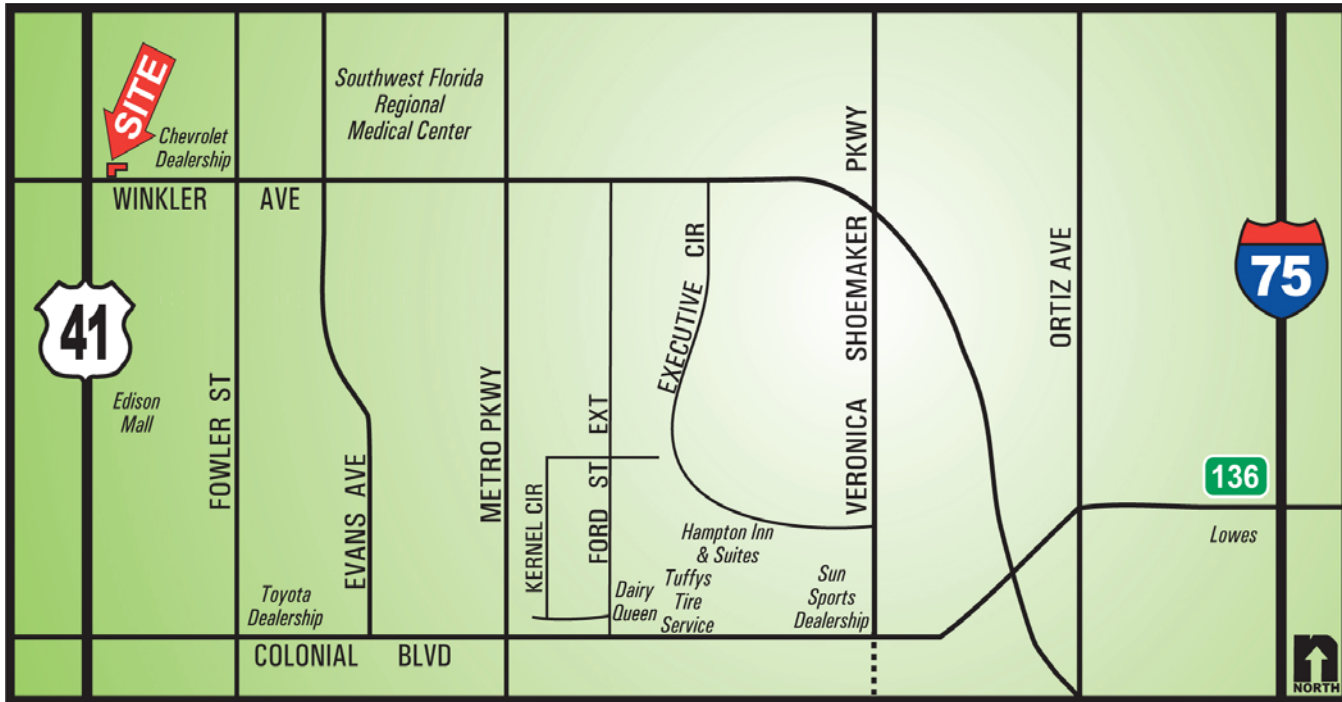 SITE
Chevrolet
Dealership
Southwest Florida
Regional
Medical Center
WINKLER AVE
PKWY
SHOEMAKER
VERONICA
EXECUTIVE CIR
ORTIZ AVE
75
41
Edison
Mall
FOWLER ST
EVANS AVE
METRO PKWY
KERNEL CIR
FORD ST EXT
136
Lowes
Hampton Inn
& Suites
Toyota
Dealership
Dairy
Queen
Tuffys
Tire
Service
Sun
Sports
Dealership
COLONIAL BLVD
n
NORTH